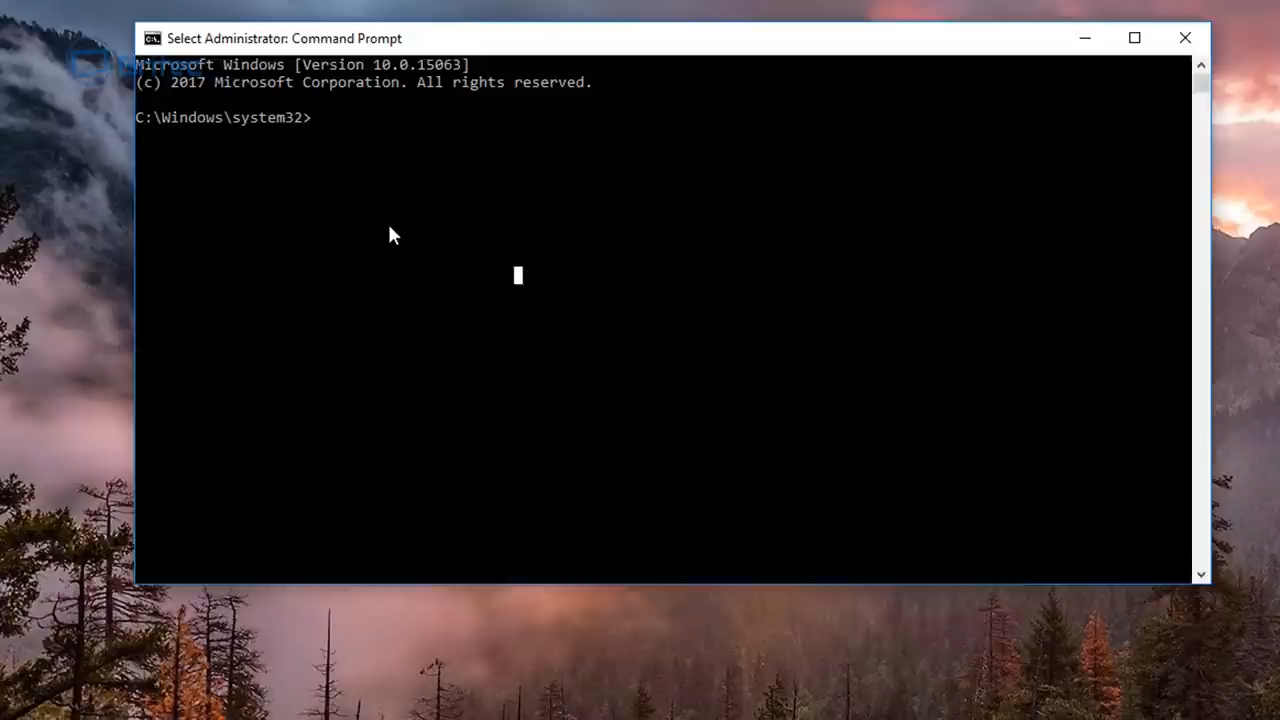 Select Administrator: Command Prompt
Microsoft Windows [Version 10.0.15063]
(c) 2017 Microsoft Corporation. All rights reserved.
C:\Windows\system32>